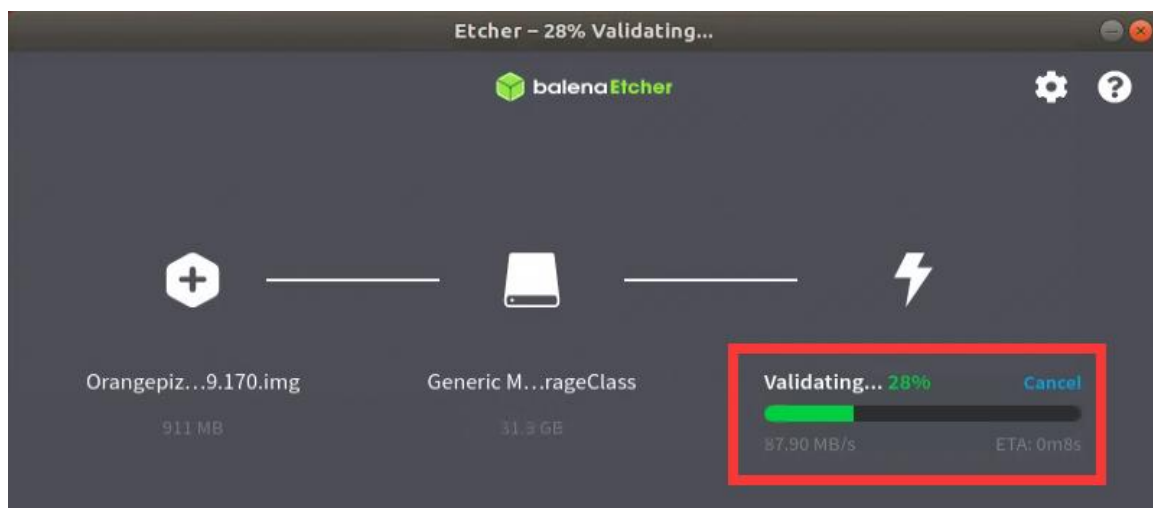 Etcher – 28% Validating...
balenaEtcher
Orangepiz...9.170.img
911 MB
Generic M...rageClass
31.9 GB
Validating... 28%
Cancel
87.90 MB/s
ETA: 0m8s